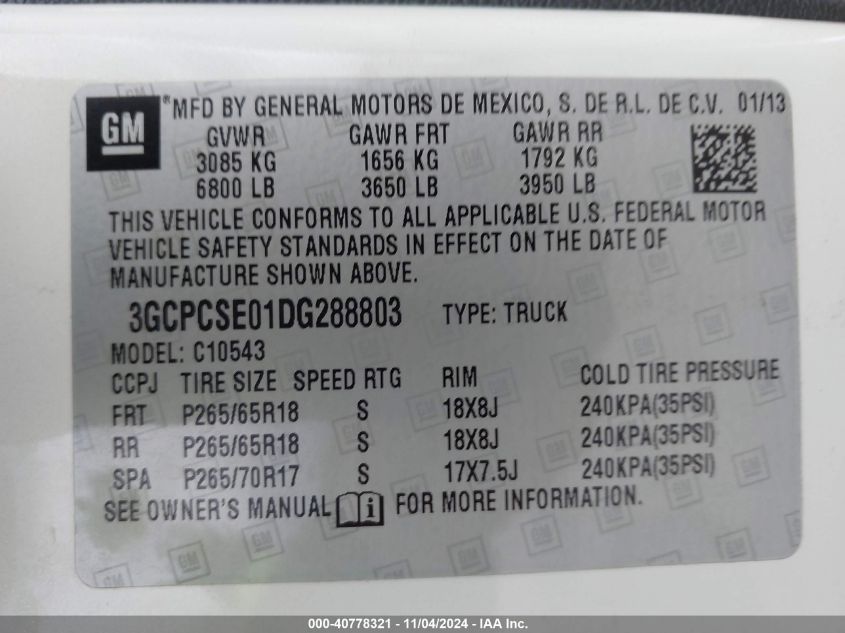 GM ®MFD BY GENERAL MOTORS DE MEXICO, S. DE R.L. DE C.V. 01/13
GVWR GAWR FRT GAWR RR
3085 KG 1656 KG 1792 KG
6800 LB 3650 LB 3950 LB
THIS VEHICLE CONFORMS TO ALL APPLICABLE U.S. FEDERAL MOTOR
VEHICLE SAFETY STANDARDS IN EFFECT ON THE DATE OF
MANUFACTURE SHOWN ABOVE.
3GCPCSE01DG288803 TYPE: TRUCK
MODEL: C10543
CCPJ TIRE SIZE SPEED RTG RIM COLD TIRE PRESSURE
FRT P265/65R18 S 18X8J 240KPA(35PSI)
RR P265/65R18 S 18X8J 240KPA(35PSI)
SPA P265/70R17 S 17X7.5J 240KPA(35PSI)
SEE OWNER'S MANUAL i FOR MORE INFORMATION.
000-40778321 - 11/04/2024 - IAA Inc.